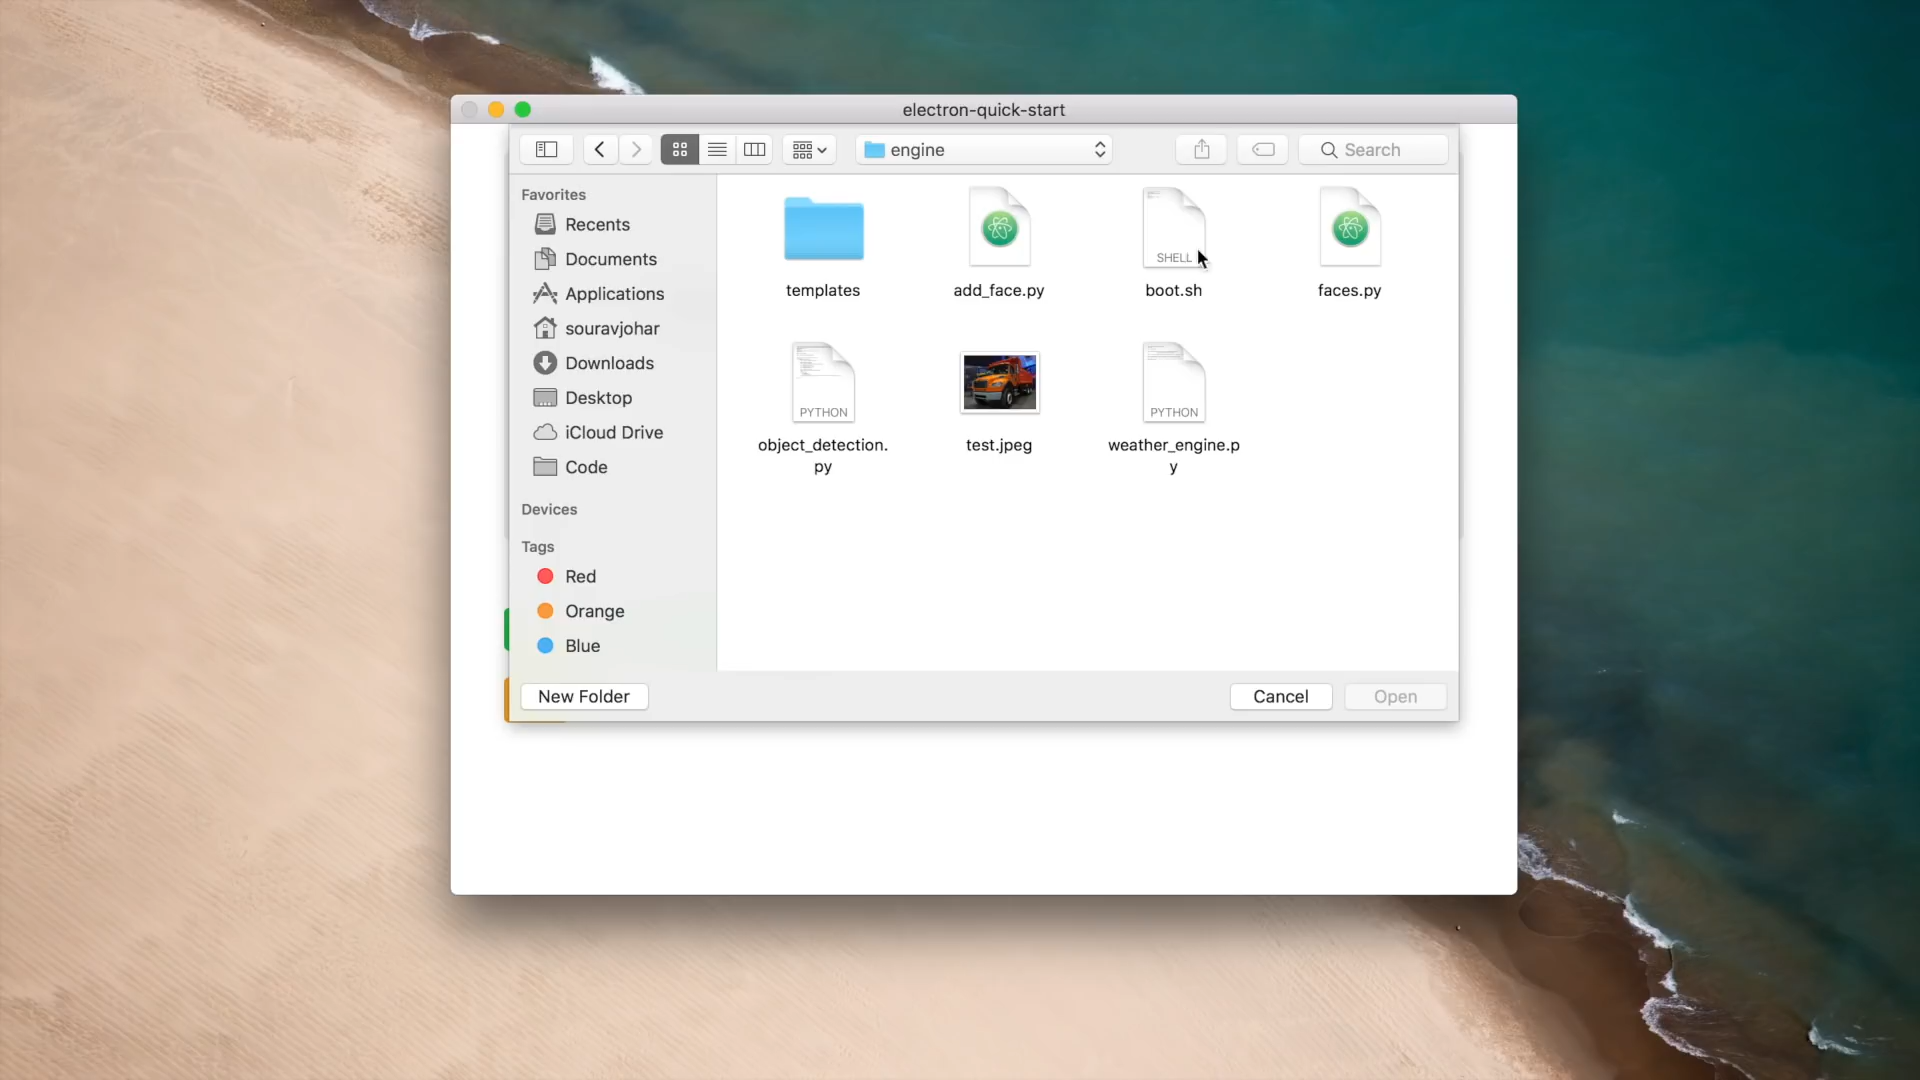 electron-quick-start
engine
Search
Favorites
Recents
Documents
Applications
souravjohar
Downloads
Desktop
iCloud Drive
Code
Devices
Tags
Red
Orange
Blue
templates
add_face.py
SHELL
boot.sh
faces.py
PYTHON
object_detection.
py
test.jpeg
PYTHON
weather_engine.p
y
New Folder
Cancel
Open